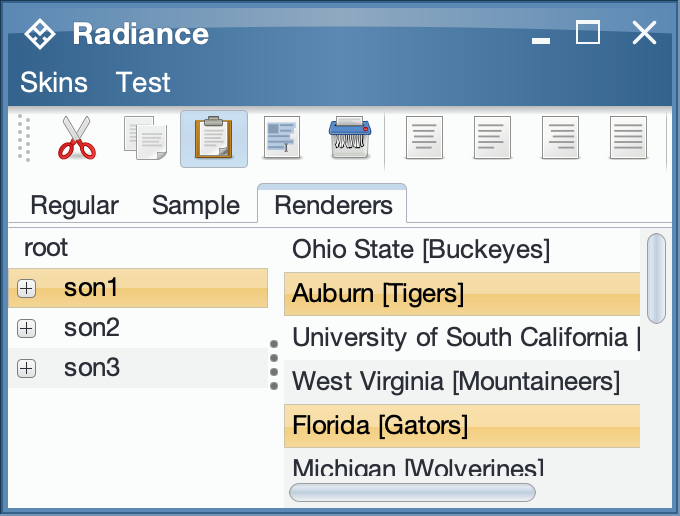 Radiance
Skins Test
Regular Sample Renderers
root
son1
son2
son3
Ohio State [Buckeyes]
Auburn [Tigers]
University of South California [
West Virginia [Mountaineers]
Florida [Gators]
Michigan [Wolverines]